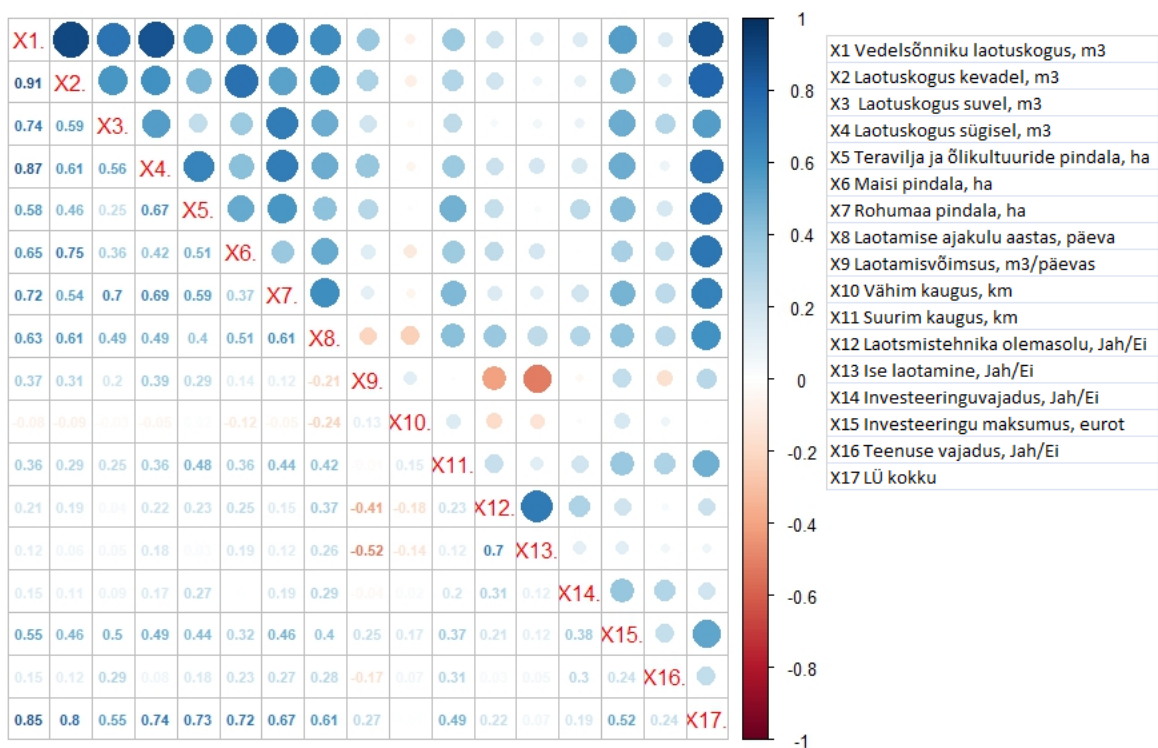 X1.
0.91 X2.
0.74 0.59 X3.
0.87 0.61 0.56 X4.
0.58 0.46 0.25 0.67 X5.
0.65 0.75 0.36 0.42 0.51 X6.
0.72 0.54 0.7 0.69 0.59 0.37 X7.
0.63 0.61 0.49 0.49 0.4 0.51 0.61 X8.
0.37 0.31 0.2 0.39 0.29 0.14 0.12 -0.21 X9.
-0.08 -0.09 -0.05 -0.12 -0.05 -0.24 0.13 X10.
0.36 0.29 0.25 0.36 0.48 0.36 0.44 0.42 0.15 X11.
0.21 0.19 0.04 0.22 0.23 0.25 0.15 0.37 -0.41 -0.18 0.23 X12.
0.12 0.06 0.05 0.18 0.03 0.19 0.12 0.26 -0.52 -0.14 0.12 0.7 X13.
0.15 0.11 0.09 0.17 0.27 0.19 0.29 -0.04 0.2 0.31 0.12 X14.
0.55 0.46 0.5 0.49 0.44 0.32 0.46 0.4 0.25 0.17 0.37 0.21 0.12 0.38 X15.
0.15 0.12 0.29 0.08 0.18 0.23 0.27 0.28 -0.17 0.07 0.31 0.03 0.05 0.3 0.24 X16.
0.85 0.8 0.55 0.74 0.73 0.72 0.67 0.61 0.27 0.49 0.22 0.07 0.19 0.52 0.24 X17.
1
0.8
0.6
0.4
0.2
0
-0.2
-0.4
-0.6
-0.8
-1
X1 Vedelsõnniku laotuskogus, m3
X2 Laotuskogus kevadel, m3
X3 Laotuskogus suvel, m3
X4 Laotuskogus sügisel, m3
X5 Teravilja ja õlikultuuride pindala, ha
X6 Maisi pindala, ha
X7 Rohumaa pindala, ha
X8 Laotamise ajakulu aastas, päeva
X9 Laotamisvõimsus, m3/päevas
X10 Vähim kaugus, km
X11 Suurim kaugus, km
X12 Laotsmistehnika olemasolu, Jah/Ei
X13 Ise laotamine, Jah/Ei
X14 Investeeringuvajadus, Jah/Ei
X15 Investeeringu maksumus, eurot
X16 Teenuse vajadus, Jah/Ei
X17 LÜ kokku